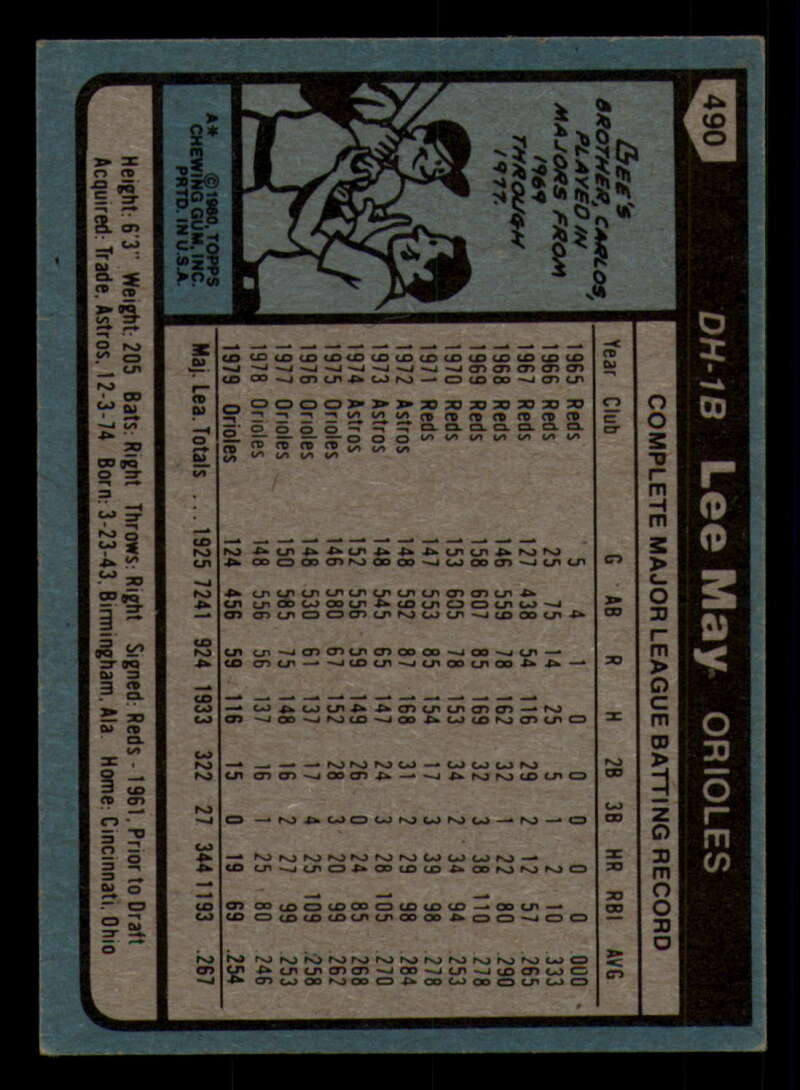 490 DH-1B Lee May ORIOLES
LEE'S
BROTHER, CARLOS,
PLAYED IN
MAJORS FROM
1969
THROUGH
1977.
A* ©1980, TOPPS
CHEWING GUM, INC.
PRTD. IN U.S.A.
COMPLETE MAJOR LEAGUE BATTING RECORD
Year Club G AB R H 2B 3B HR RBI AVG
1965 Reds 5 4 1 0 0 0 0 0 .000
1966 Reds 25 75 14 25 5 1 2 10 .333
1967 Reds 127 438 54 116 29 2 12 57 .265
1968 Reds 146 559 78 162 32 1 22 80 .290
1969 Reds 158 607 85 169 32 3 38 110 .278
1970 Reds 153 605 78 153 34 2 34 94 .253
1971 Reds 147 553 85 154 17 3 39 98 .278
1972 Astros 148 592 87 168 31 2 29 98 .284
1973 Astros 148 545 65 147 24 3 28 105 .270
1974 Astros 152 556 59 149 26 0 24 85 .268
1975 Orioles 146 580 67 152 28 3 20 99 .262
1976 Orioles 148 530 61 137 17 4 25 109 .258
1977 Orioles 150 585 75 148 16 2 27 99 .253
1978 Orioles 148 556 56 137 16 1 25 80 .246
1979 Orioles 124 456 59 116 15 0 19 69 .254
Maj. Lea. Totals ... 1925 7241 924 1933 322 27 344 1193 .267
Height: 6'3" Weight: 205 Bats: Right Throws: Right Signed: Reds - 1961, Prior to Draft
Acquired: Trade, Astros, 12-3-74 Born: 3-23-43, Birmingham, Ala. Home: Cincinnati, Ohio